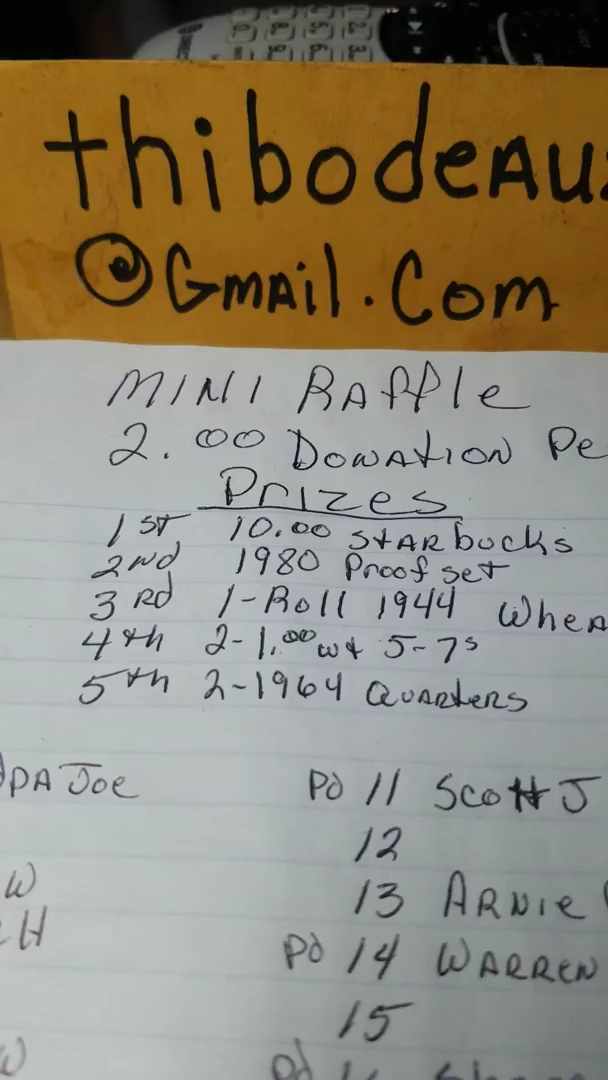 thibodeau
@Gmail.com
MINI Raffle
2.00 Donation Pe
Prizes
1st 10.00 Starbucks
2nd 1980 Proof set
3rd 1-Roll 1944 Whea
4th 2-1.00 wt 5-7s
5th 2-1964 Quarters
PA Joe
Pd 11 Scott J
12
W
13 Arnie
H
Pd 14 Warren
15
W